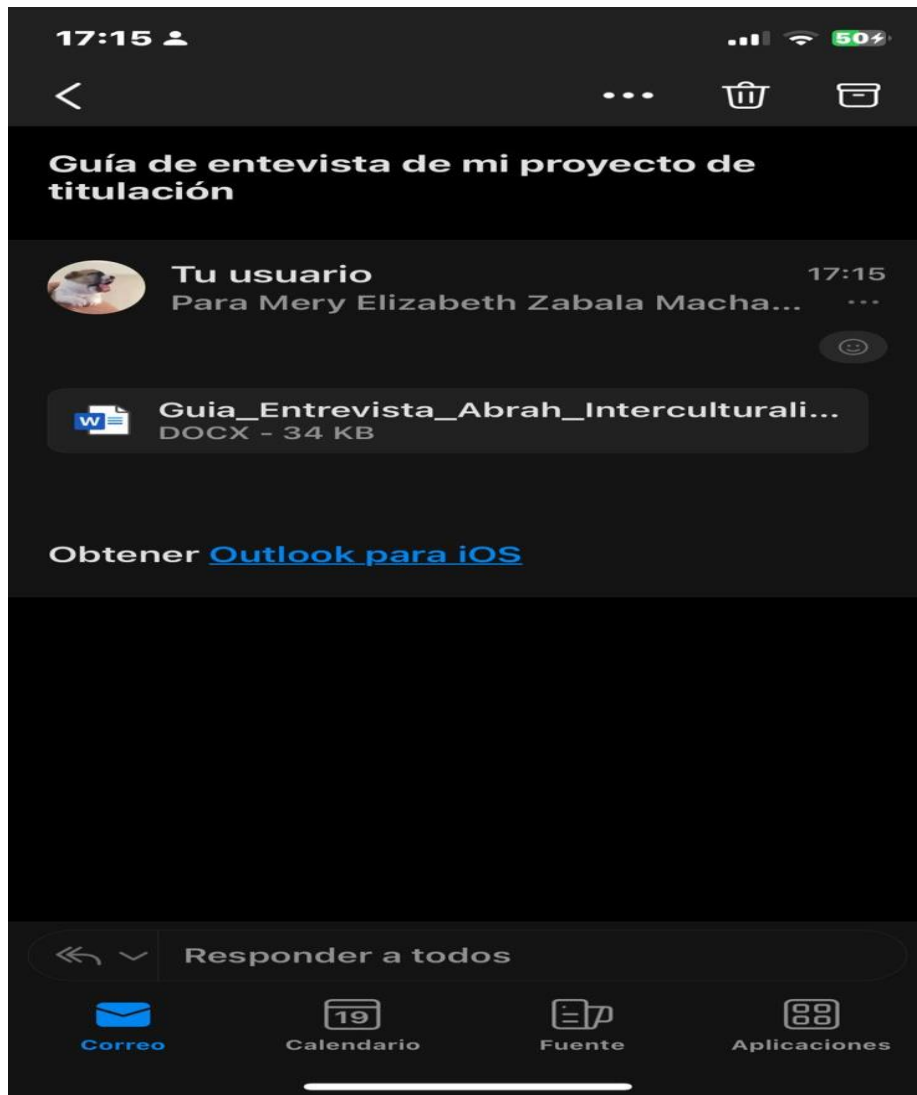 17:15
50
Guía de entevista de mi proyecto de
titulación
Tu usuario
17:15
Para Mery Elizabeth Zabala Macha...
W
Guia_Entrevista_Abrah_Interculturali...
DOCX - 34 KB
Obtener Outlook para iOS
Responder a todos
19
Correo
Calendario
Fuente
Aplicaciones